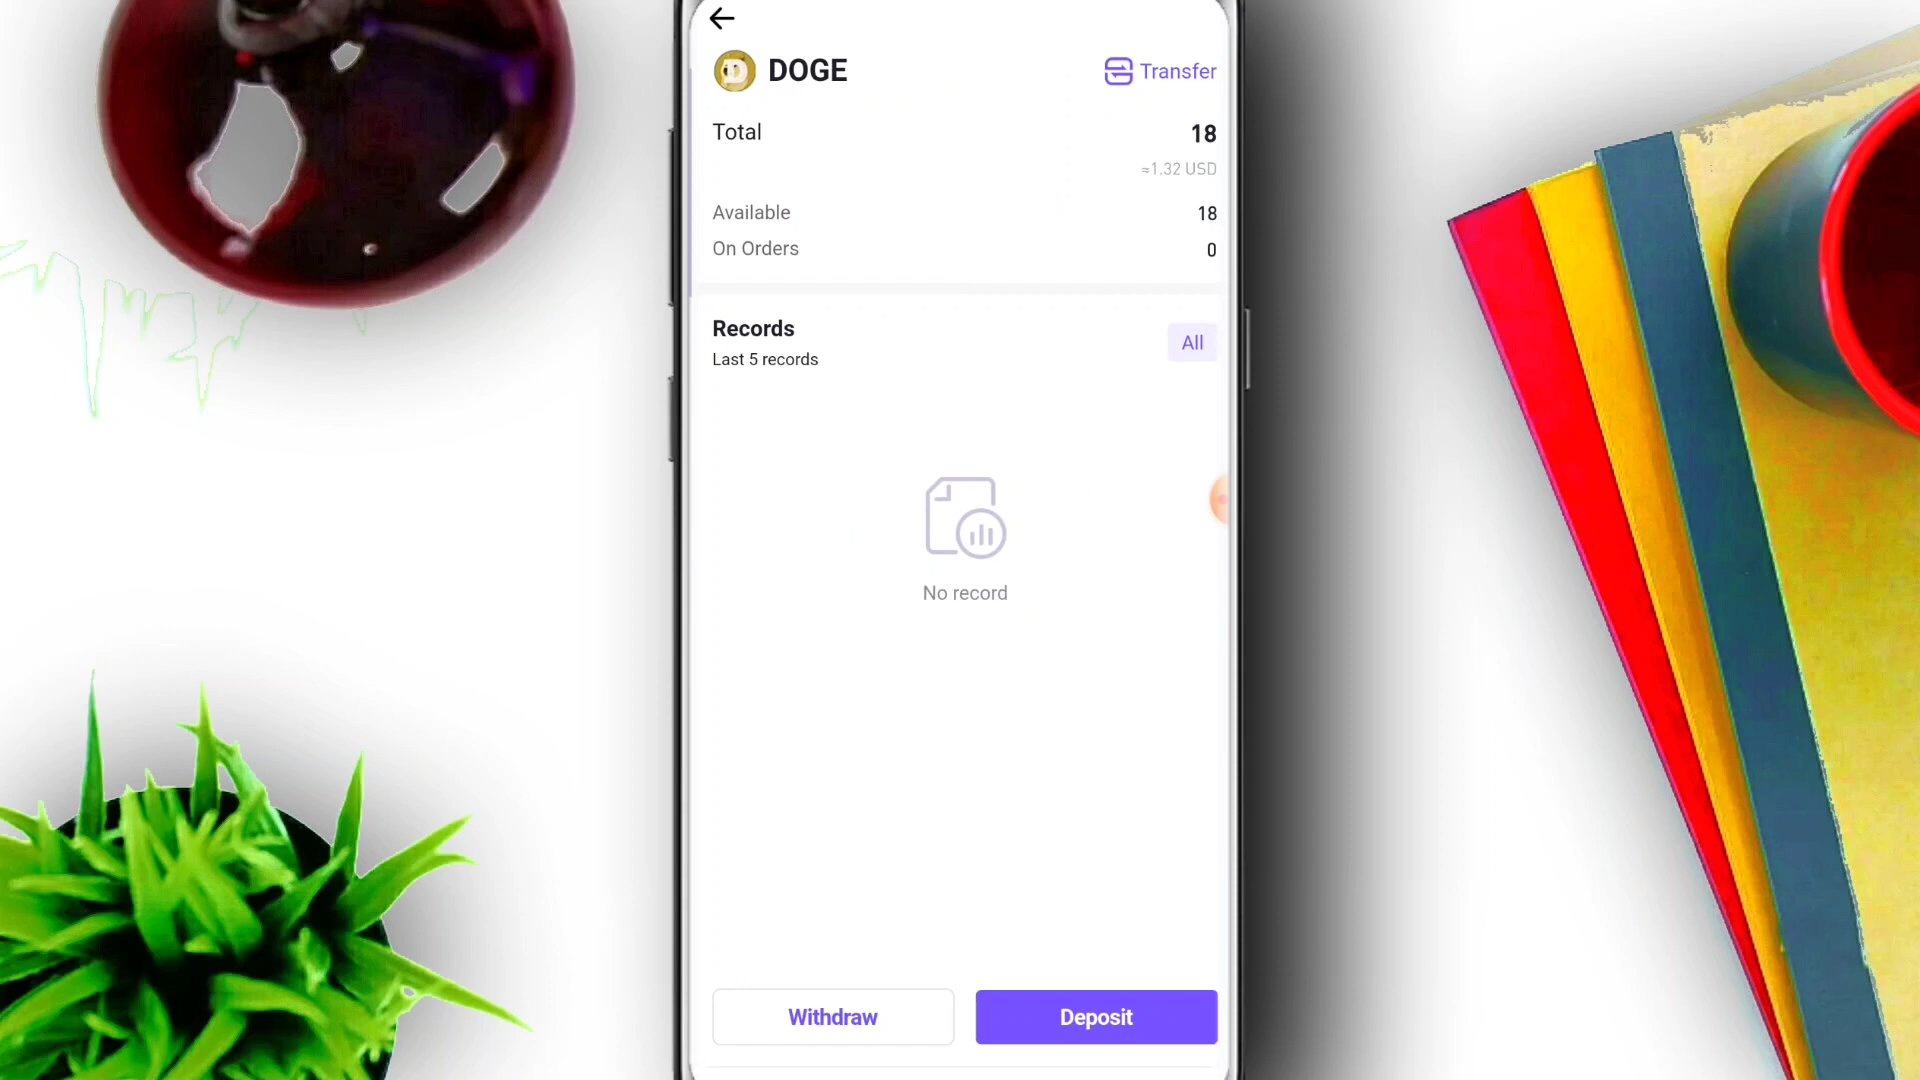 DOGE
Transfer
Total
18
≈1.32 USD
Available
18
On Orders
0
Records
All
Last 5 records
No record
Withdraw
Deposit